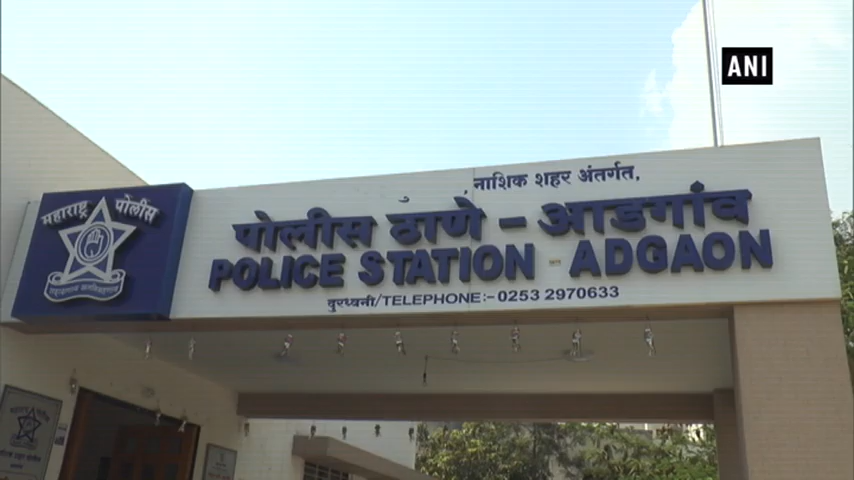 ANI
नाशिक शहर अंतर्गत,
महाराष्ट्र पोलीस
पोलीस ठाणे - आडगांव
POLICE STATION - ADGAON
दुरध्वनी/TELEPHONE:- 0253 2970633